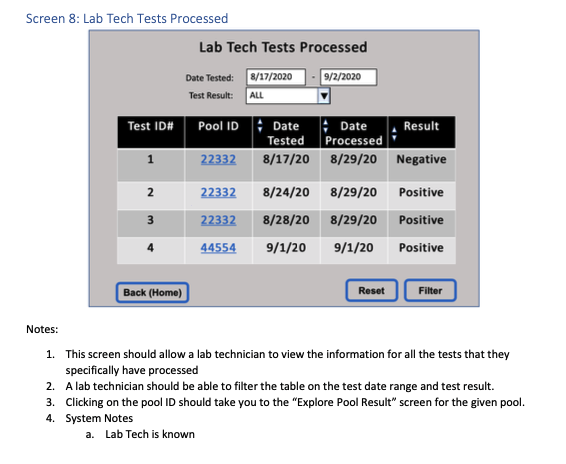 Screen 8: Lab Tech Tests Processed
Lab Tech Tests Processed
Date Tested: 8/17/2020 - 9/2/2020
Test Result: ALL
Test ID# Pool ID Date Tested Date Processed Result
1 22332 8/17/20 8/29/20 Negative
2 22332 8/24/20 8/29/20 Positive
3 22332 8/28/20 8/29/20 Positive
4 44554 9/1/20 9/1/20 Positive
Back (Home) Reset Filter
Notes:
1. This screen should allow a lab technician to view the information for all the tests that they
specifically have processed
2. A lab technician should be able to filter the table on the test date range and test result.
3. Clicking on the pool ID should take you to the “Explore Pool Result” screen for the given pool.
4. System Notes
a. Lab Tech is known